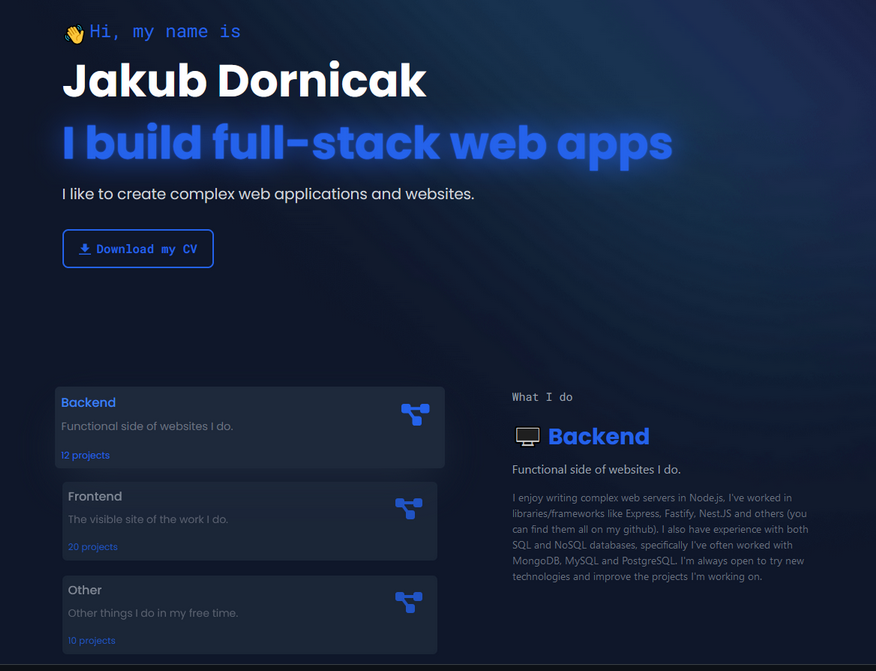 👋 Hi, my name is
Jakub Dornicak
I build full-stack web apps
I like to create complex web applications and websites.
Download my CV
Backend
Functional side of websites I do.
12 projects
Frontend
The visible site of the work I do.
20 projects
Other
Other things I do in my free time.
10 projects
What I do
Backend
Functional side of websites I do.
I enjoy writing complex web servers in Node.js, I've worked in
libraries/frameworks like Express, Fastify, NestJS and others (you
can find them all on my github). I also have experience with both
SQL and NoSQL databases, specifically I've often worked with
MongoDB, MySQL and PostgreSQL. I'm always open to try new
technologies and improve the projects I'm working on.